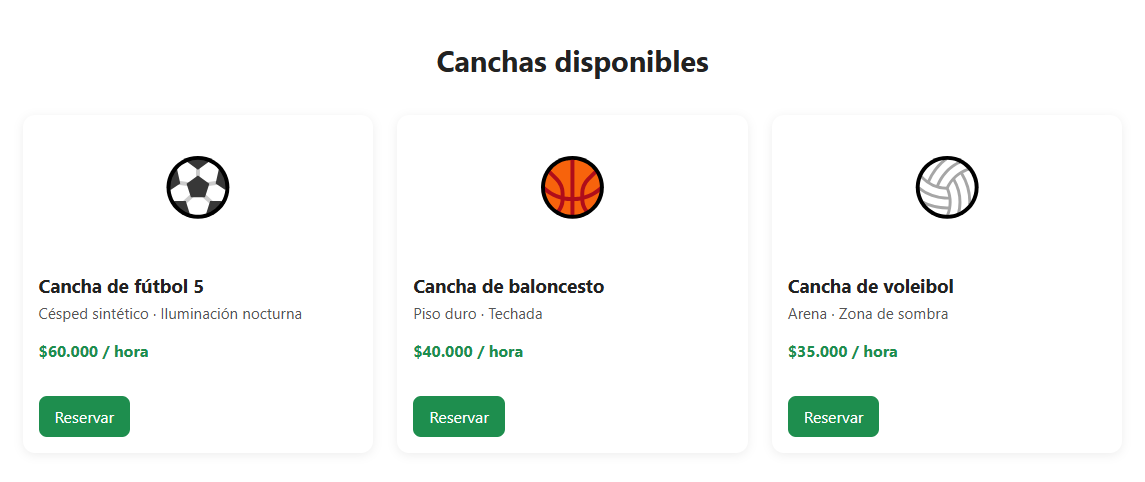 Canchas disponibles
Cancha de fútbol 5
Césped sintético · Iluminación nocturna
$60.000 / hora
Reservar
Cancha de baloncesto
Piso duro · Techada
$40.000 / hora
Reservar
Cancha de voleibol
Arena · Zona de sombra
$35.000 / hora
Reservar